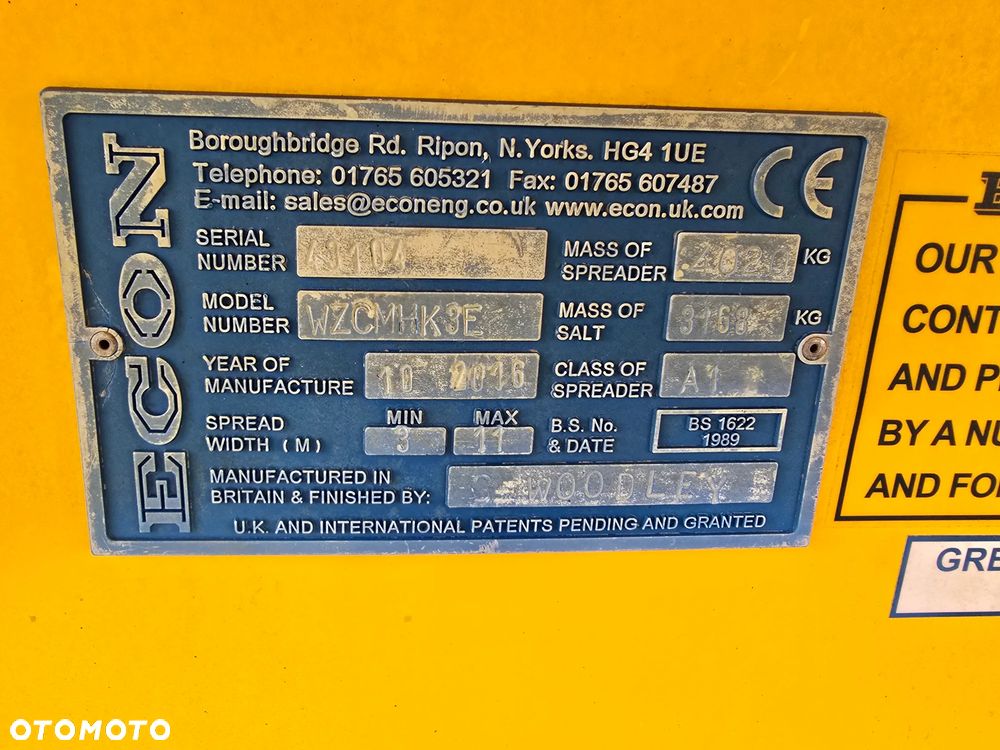 ECON
Boroughbridge Rd. Ripon, N.Yorks. HG4 1UE
Telephone: 01765 605321 Fax: 01765 607487
E-mail: sales@econeng.co.uk www.econ.uk.com
CE
SERIAL NUMBER
MASS OF SPREADER KG
MODEL NUMBER WZCMHK3E
MASS OF SALT KG
YEAR OF MANUFACTURE 10 2016
CLASS OF SPREADER A1
SPREAD WIDTH (M) MIN 3 MAX 11
B.S. No. & DATE BS 1622 1989
MANUFACTURED IN BRITAIN & FINISHED BY: WOODLEY
U.K. AND INTERNATIONAL PATENTS PENDING AND GRANTED
OUR
CONT
AND P
BY A NU
AND FO
GRE
OTOMOTO